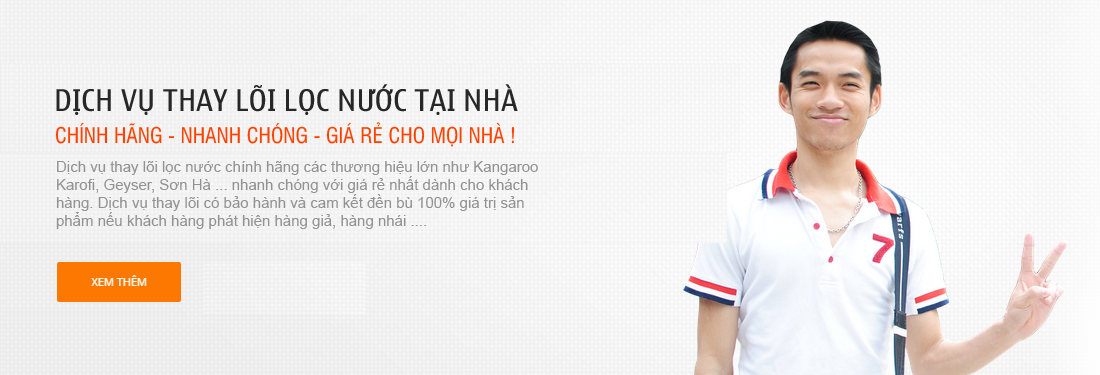 DỊCH VỤ THAY LÕI LỌC NƯỚC TẠI NHÀ
CHÍNH HÃNG - NHANH CHÓNG - GIÁ RẺ CHO MỌI NHÀ !
Dịch vụ thay lõi lọc nước chính hãng các thương hiệu lớn như Kangaroo
Karofi, Geyser, Sơn Hà ... nhanh chóng với giá rẻ nhất dành cho khách
hàng. Dịch vụ thay lõi có bảo hành và cam kết đền bù 100% giá trị sản
phẩm nếu khách hàng phát hiện hàng giả, hàng nhái ....
XEM THÊM
7